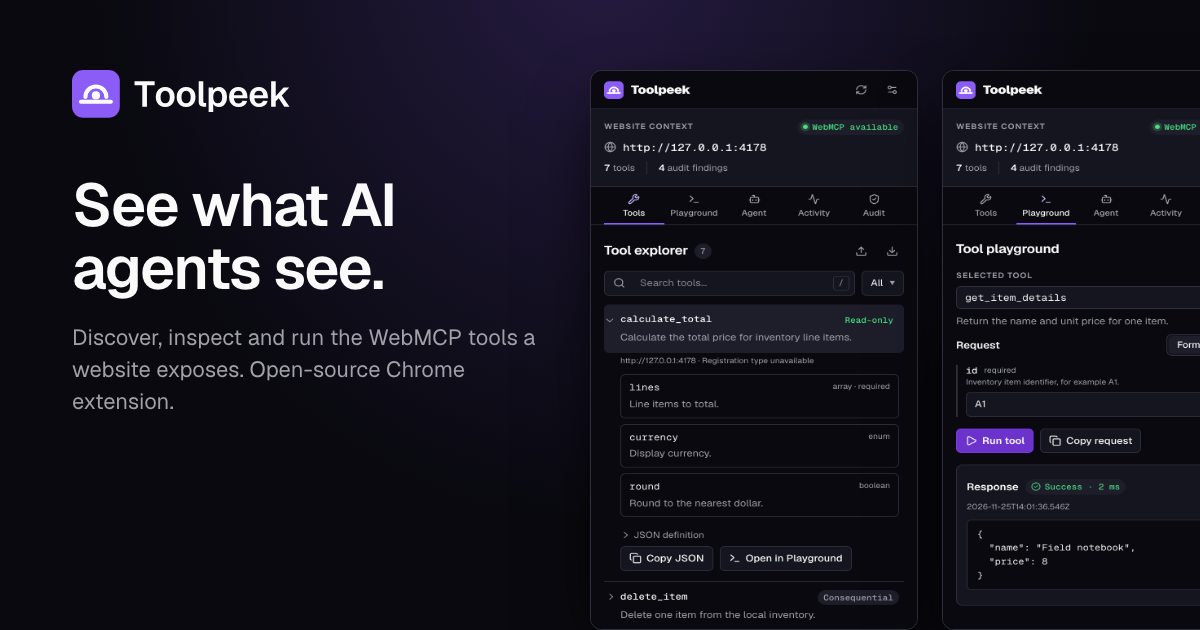 Toolpeek
See what AI
agents see.
Discover, inspect and run the WebMCP tools a
website exposes. Open-source Chrome
extension.
Toolpeek
WEBSITE CONTEXT
WebMCP available
http://127.0.0.1:4178
7 tools
4 audit findings
Tools
Playground
Agent
Activity
Audit
Tool explorer 7
Search tools...
/
All
calculate_total
Read-only
Calculate the total price for inventory line items.
http://127.0.0.1:4178 · Registration type unavailable
lines
array · required
Line items to total.
currency
enum
Display currency.
round
boolean
Round to the nearest dollar.
JSON definition
Copy JSON
Open in Playground
delete_item
Consequential
Delete one item from the local inventory.
Toolpeek
WEBSITE CONTEXT
WebMCP
http://127.0.0.1:4178
7 tools
4 audit findings
Tools
Playground
Agent
Activity
Tool playground
SELECTED TOOL
get_item_details
Return the name and unit price for one item.
Request
Form
id required
Inventory item identifier, for example A1.
A1
Run tool
Copy request
Response
Success · 2 ms
2026-11-25T14:01:36.546Z
{
"name": "Field notebook",
"price": 8
}